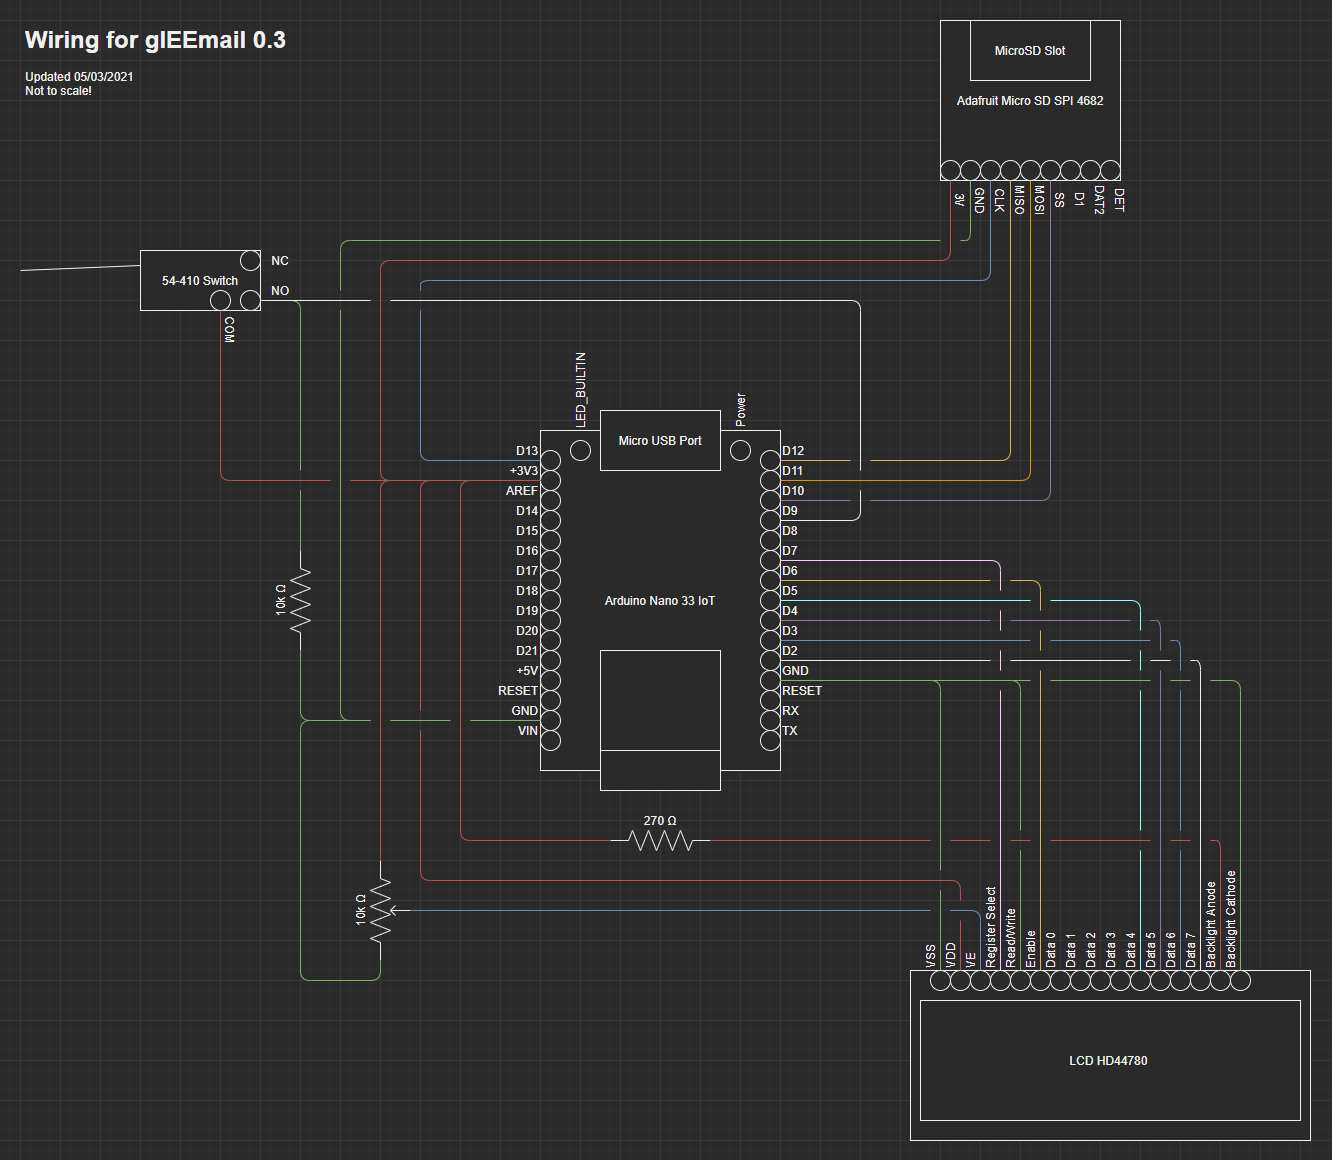 Wiring for glEEmail 0.3
Updated 05/03/2021
Not to scale!
MicroSD Slot
Adafruit Micro SD SPI 4682
3V
GND
CLK
MISO
MOSI
SS
D1
DAT2
DET
54-410 Switch
NC
NO
COM
LED_BUILTIN
Micro USB Port
Power
D13
+3V3
AREF
D14
D15
D16
D17
D18
D19
D20
D21
+5V
RESET
GND
VIN
Arduino Nano 33 IoT
D12
D11
D10
D9
D8
D7
D6
D5
D4
D3
D2
GND
RESET
RX
TX
10k Ω
270 Ω
10k Ω
VSS
VDD
VE
Register Select
Read/Write
Enable
Data 0
Data 1
Data 2
Data 3
Data 4
Data 5
Data 6
Data 7
Backlight Anode
Backlight Cathode
LCD HD44780